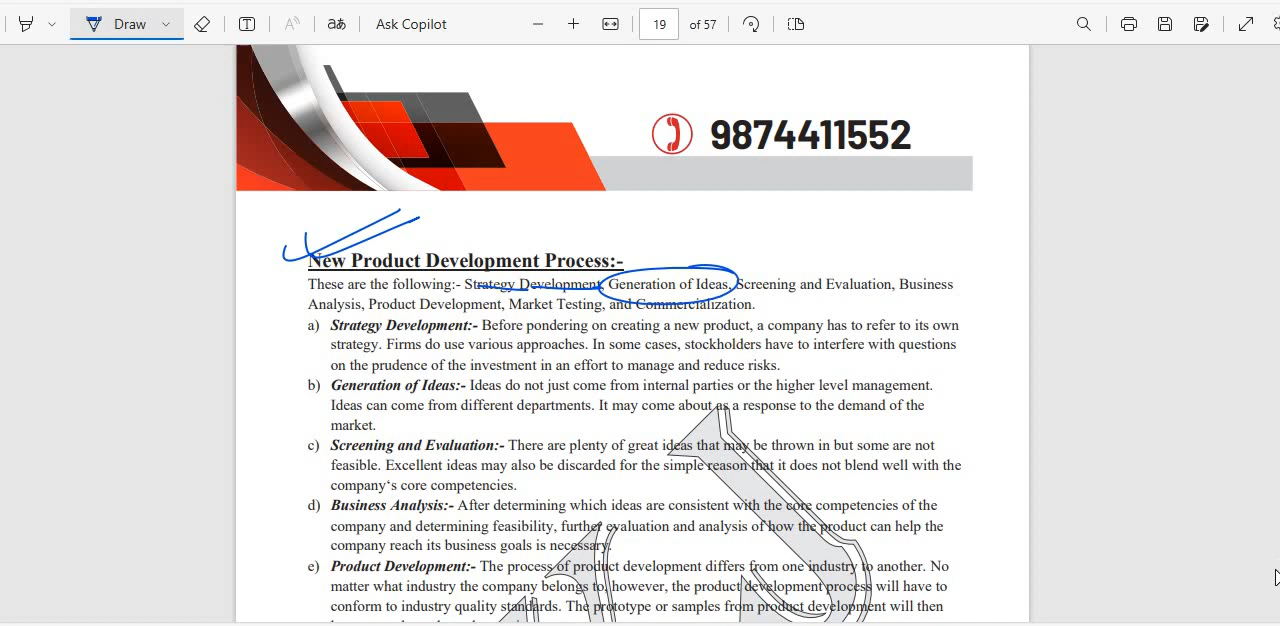 Draw
T
A
aあ
Ask Copilot
19 of 57
9874411552
New Product Development Process:-
These are the following:- Strategy Development, Generation of Ideas, Screening and Evaluation, Business
Analysis, Product Development, Market Testing, and Commercialization.
a) Strategy Development:- Before pondering on creating a new product, a company has to refer to its own
strategy. Firms do use various approaches. In some cases, stockholders have to interfere with questions
on the prudence of the investment in an effort to manage and reduce risks.
b) Generation of Ideas:- Ideas do not just come from internal parties or the higher level management.
Ideas can come from different departments. It may come about as a response to the demand of the
market.
c) Screening and Evaluation:- There are plenty of great ideas that may be thrown in but some are not
feasible. Excellent ideas may also be discarded for the simple reason that it does not blend well with the
company‘s core competencies.
d) Business Analysis:- After determining which ideas are consistent with the core competencies of the
company and determining feasibility, further evaluation and analysis of how the product can help the
company reach its business goals is necessary.
e) Product Development:- The process of product development differs from one industry to another. No
matter what industry the company belongs to, however, the product development process will have to
conform to industry quality standards. The prototype or samples from product development will then